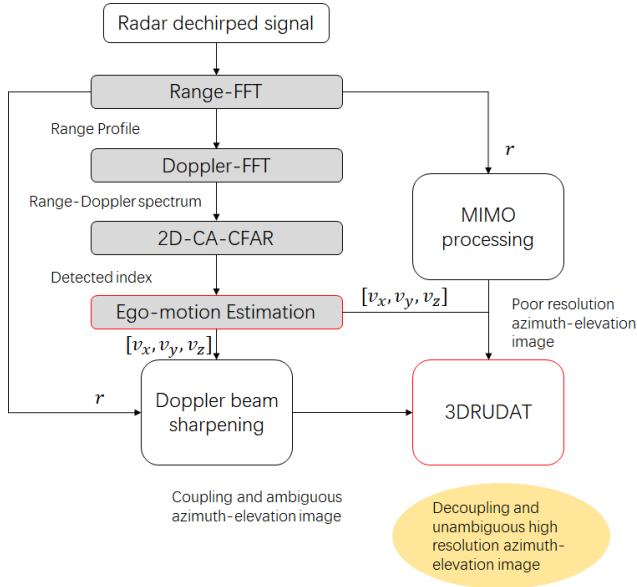 Radar dechirped signal
Range-FFT
Range Profile
r
Doppler-FFT
Range-Doppler spectrum
MIMO
processing
2D-CA-CFAR
Detected index
[v_x, v_y, v_z]
Ego-motion Estimation
Poor resolution
azimuth-elevation
image
[v_x, v_y, v_z]
r
Doppler beam
sharpening
3DRUDAT
Coupling and ambiguous
azimuth-elevation image
Decoupling and
unambiguous high
resolution azimuth-
elevation image